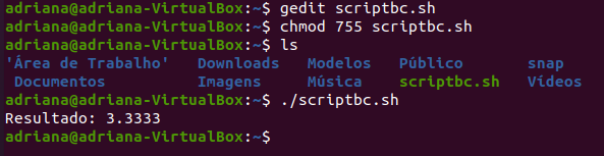 adriana@adriana-VirtualBox:~$ gedit scriptbc.sh
adriana@adriana-VirtualBox:~$ chmod 755 scriptbc.sh
adriana@adriana-VirtualBox:~$ ls
'Área de Trabalho' Downloads Modelos Público snap
Documentos Imagens Música scriptbc.sh Vídeos
adriana@adriana-VirtualBox:~$ ./scriptbc.sh
Resultado: 3.3333
adriana@adriana-VirtualBox:~$